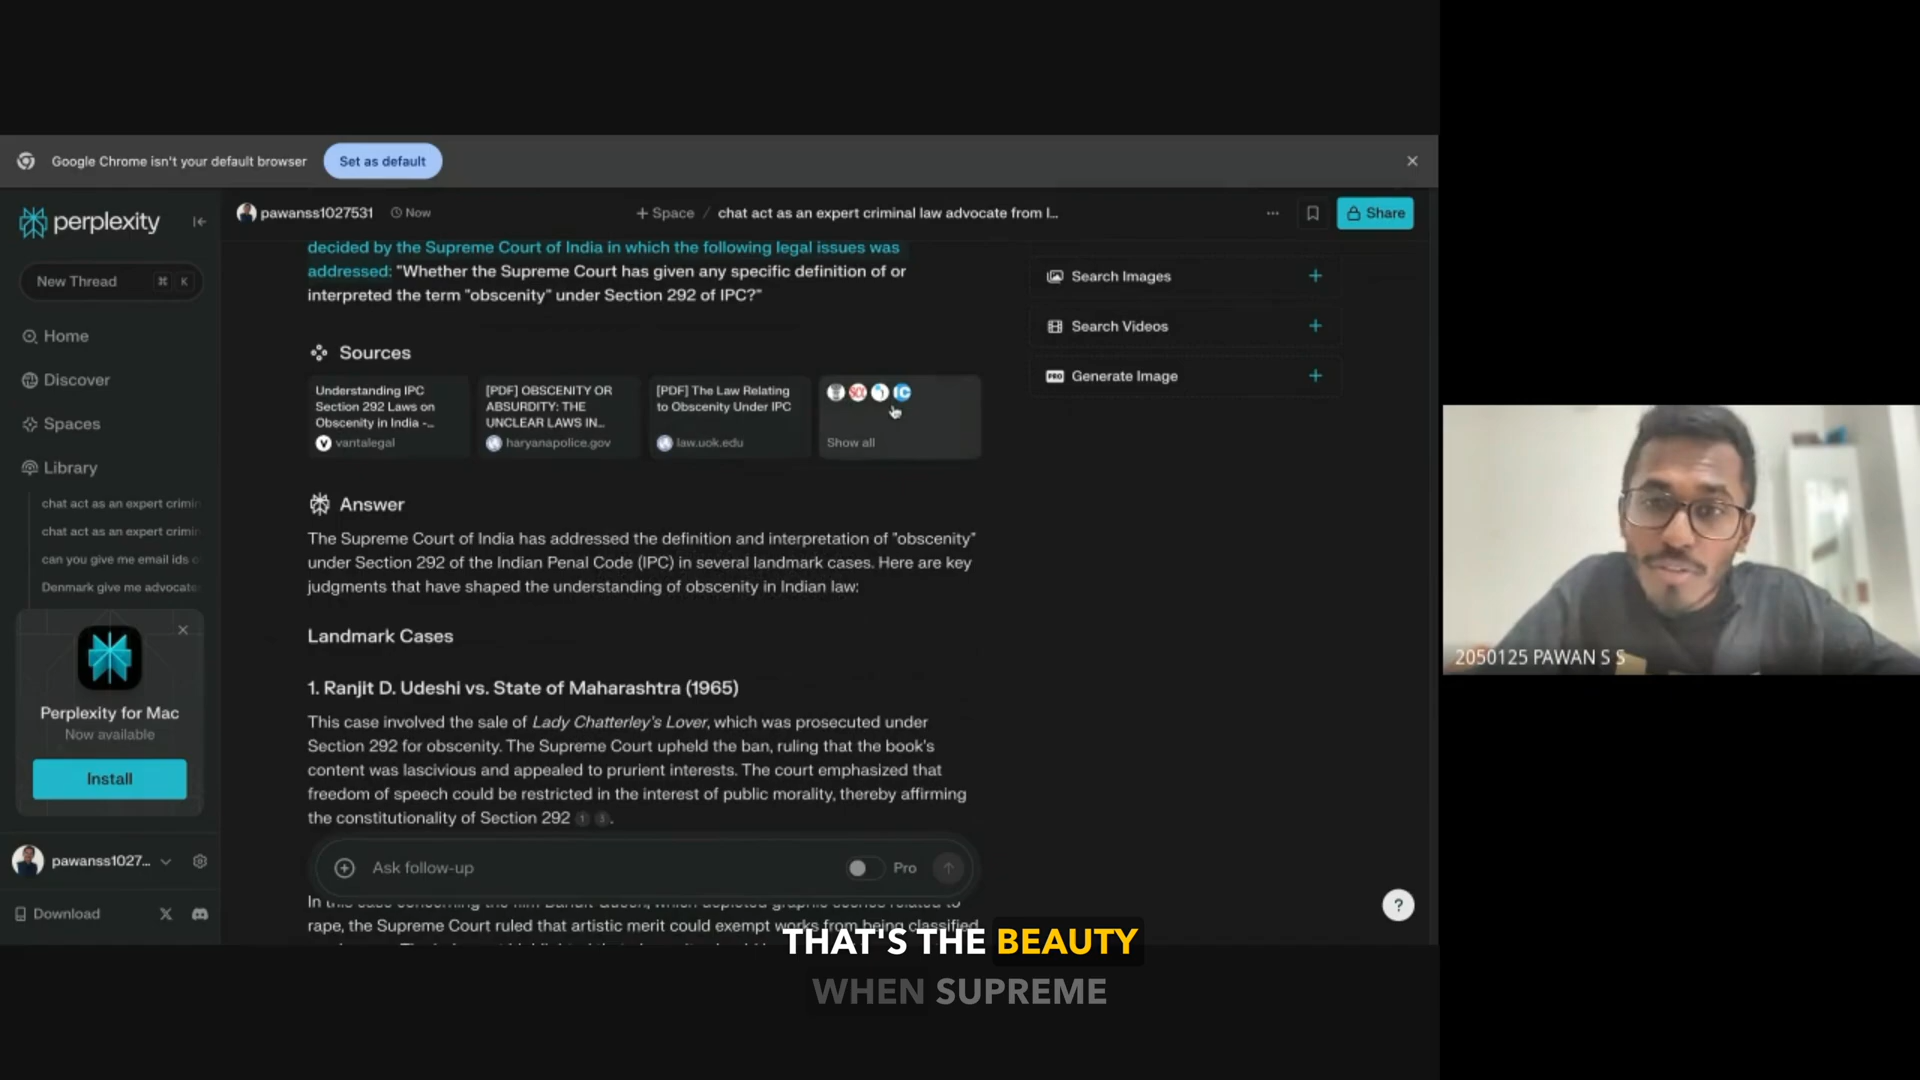 Google Chrome isn't your default browser
Set as default
perplexity
pawanss1027531
Now
+ Space / chat act as an expert criminal law advocate from I...
Share
New Thread
⌘ K
Home
Discover
Spaces
Library
chat act as an expert crimin
chat act as an expert crimin
can you give me email ids o
Denmark give me advocate
Perplexity for Mac
Now available
Install
pawanss1027...
Download
decided by the Supreme Court of India in which the following legal issues was
addressed: "Whether the Supreme Court has given any specific definition of or
interpreted the term "obscenity" under Section 292 of IPC?"
Sources
Understanding IPC
Section 292 Laws on
Obscenity in India -...
vantalegal
[PDF] OBSCENITY OR
ABSURDITY: THE
UNCLEAR LAWS IN...
haryanapolice.gov
[PDF] The Law Relating
to Obscenity Under IPC
law.uok.edu
Show all
Answer
The Supreme Court of India has addressed the definition and interpretation of "obscenity"
under Section 292 of the Indian Penal Code (IPC) in several landmark cases. Here are key
judgments that have shaped the understanding of obscenity in Indian law:
Landmark Cases
1. Ranjit D. Udeshi vs. State of Maharashtra (1965)
This case involved the sale of Lady Chatterley's Lover, which was prosecuted under
Section 292 for obscenity. The Supreme Court upheld the ban, ruling that the book's
content was lascivious and appealed to prurient interests. The court emphasized that
freedom of speech could be restricted in the interest of public morality, thereby affirming
the constitutionality of Section 292 1 3.
Ask follow-up
Pro
rape, the Supreme Court ruled that artistic merit could exempt works from being classified
Search Images
Search Videos
PRO Generate Image
?
2050125 PAWAN S S
THAT'S THE BEAUTY
WHEN SUPREME